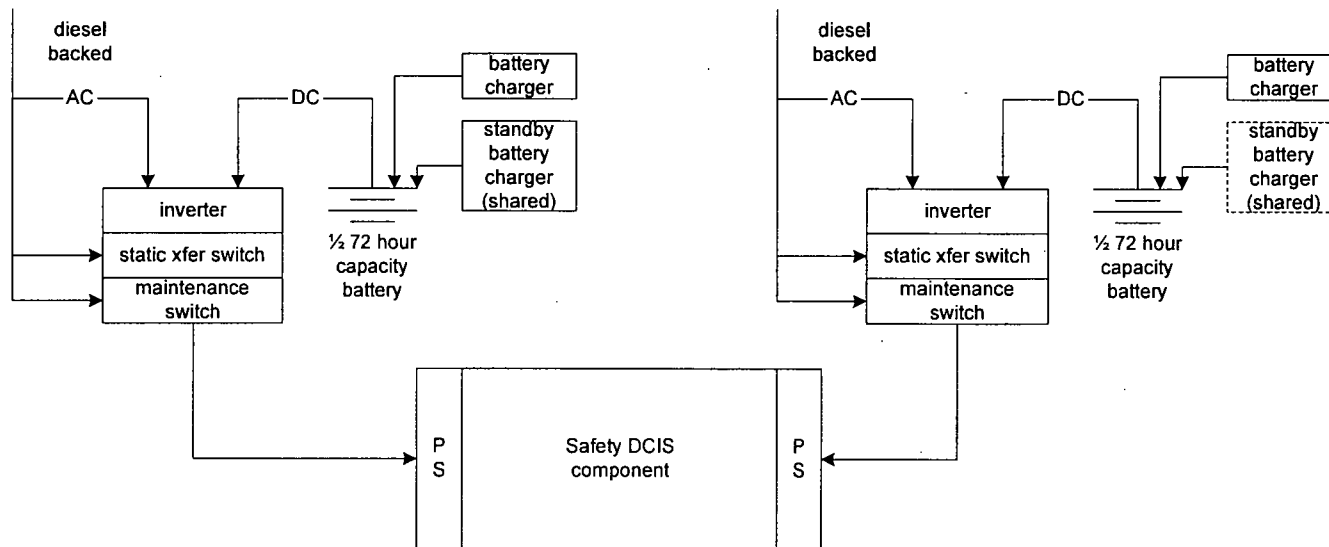 diesel
backed
AC
DC
battery
charger
standby
battery
charger
(shared)
inverter
static xfer switch
maintenance
switch
½ 72 hour
capacity
battery
diesel
backed
AC
DC
battery
charger
standby
battery
charger
(shared)
inverter
static xfer switch
maintenance
switch
½ 72 hour
capacity
battery
P
S
Safety DCIS
component
P
S